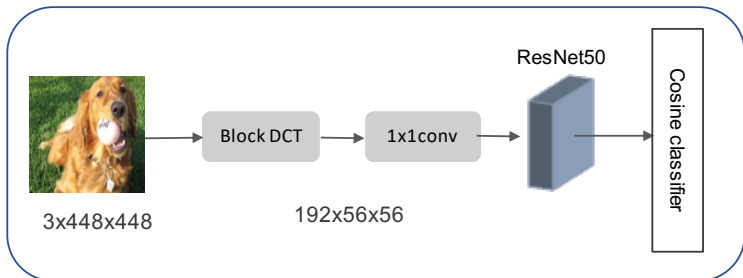 ResNet50
Block DCT
1x1conv
Cosine classifier
3x448x448
192x56x56